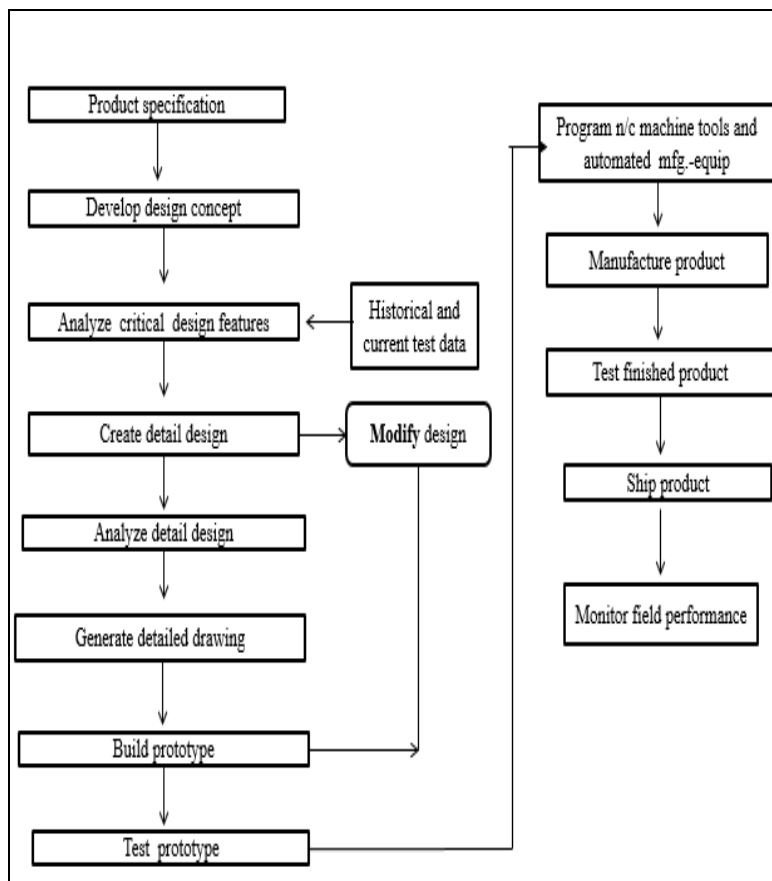 Product specification
Develop design concept
Analyze critical design features
Historical and
current test data
Create detail design
Modify design
Analyze detail design
Generate detailed drawing
Build prototype
Test prototype
Program n/c machine tools and
automated mfg.-equip
Manufacture product
Test finished product
Ship product
Monitor field performance